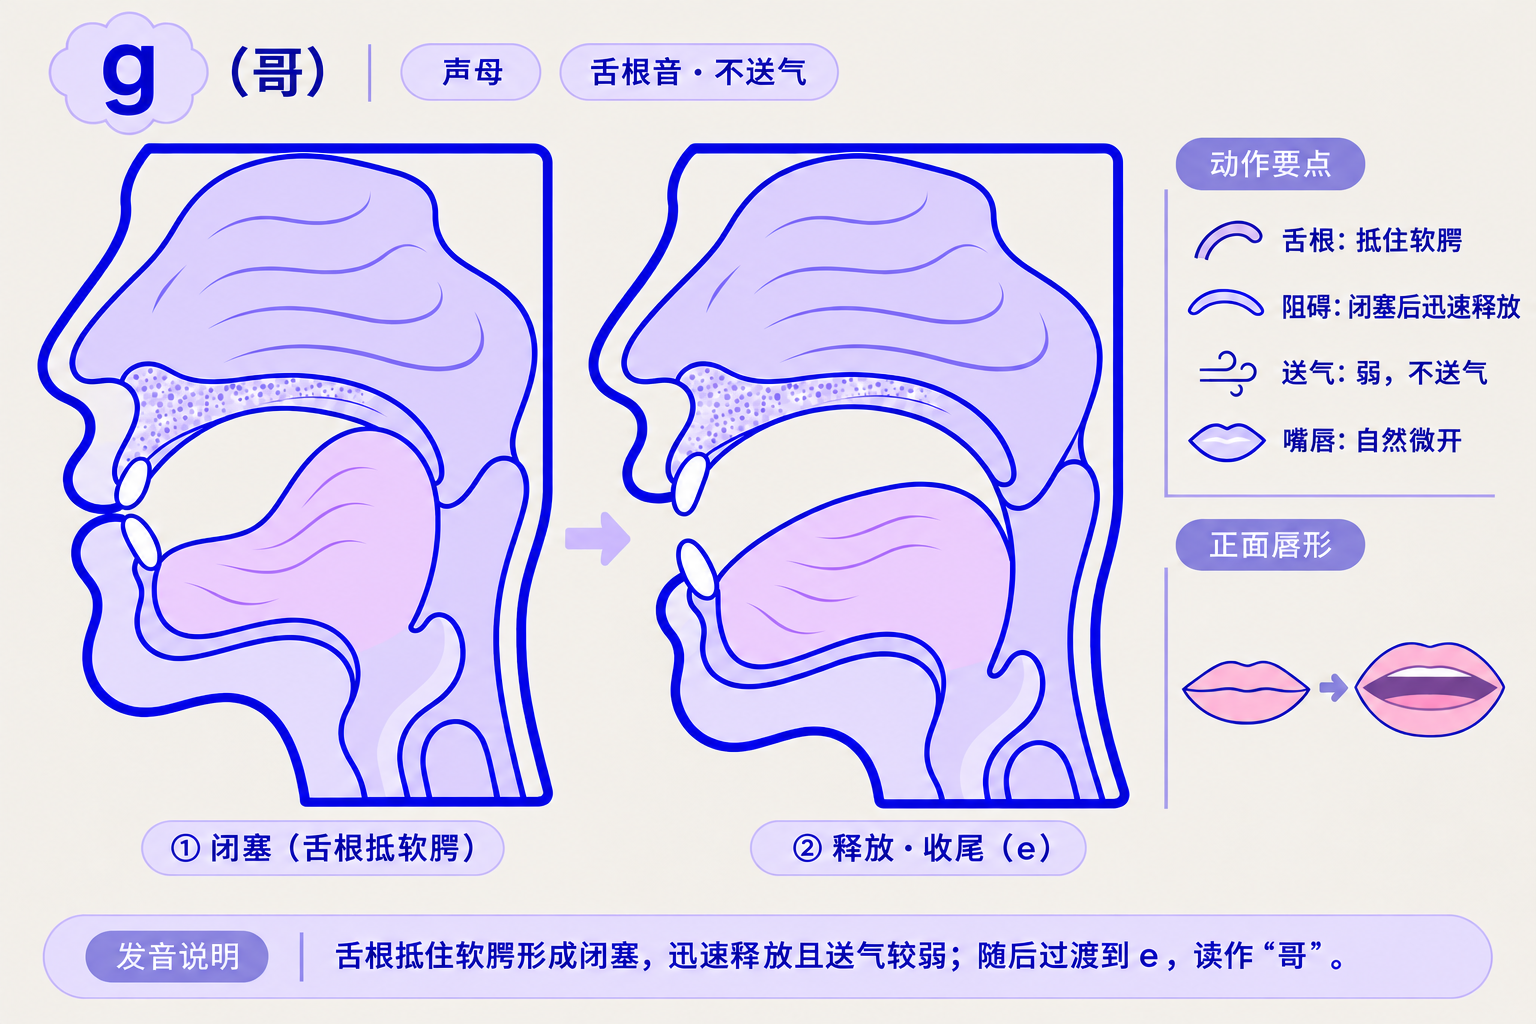 g（哥）
声母
舌根音·不送气
动作要点
舌根：抵住软腭
阻碍：闭塞后迅速释放
送气：弱，不送气
嘴唇：自然微开
正面唇形
① 闭塞（舌根抵软腭）
② 释放·收尾（e）
发音说明
舌根抵住软腭形成闭塞，迅速释放且送气较弱；随后过渡到 e，读作“哥”。